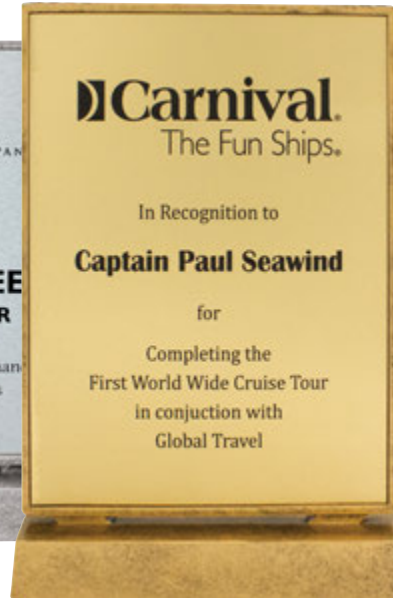 Carnival®
The Fun Ships®
In Recognition to
Captain Paul Seawind
for
Completing the
First World Wide Cruise Tour
in conjuction with
Global Travel